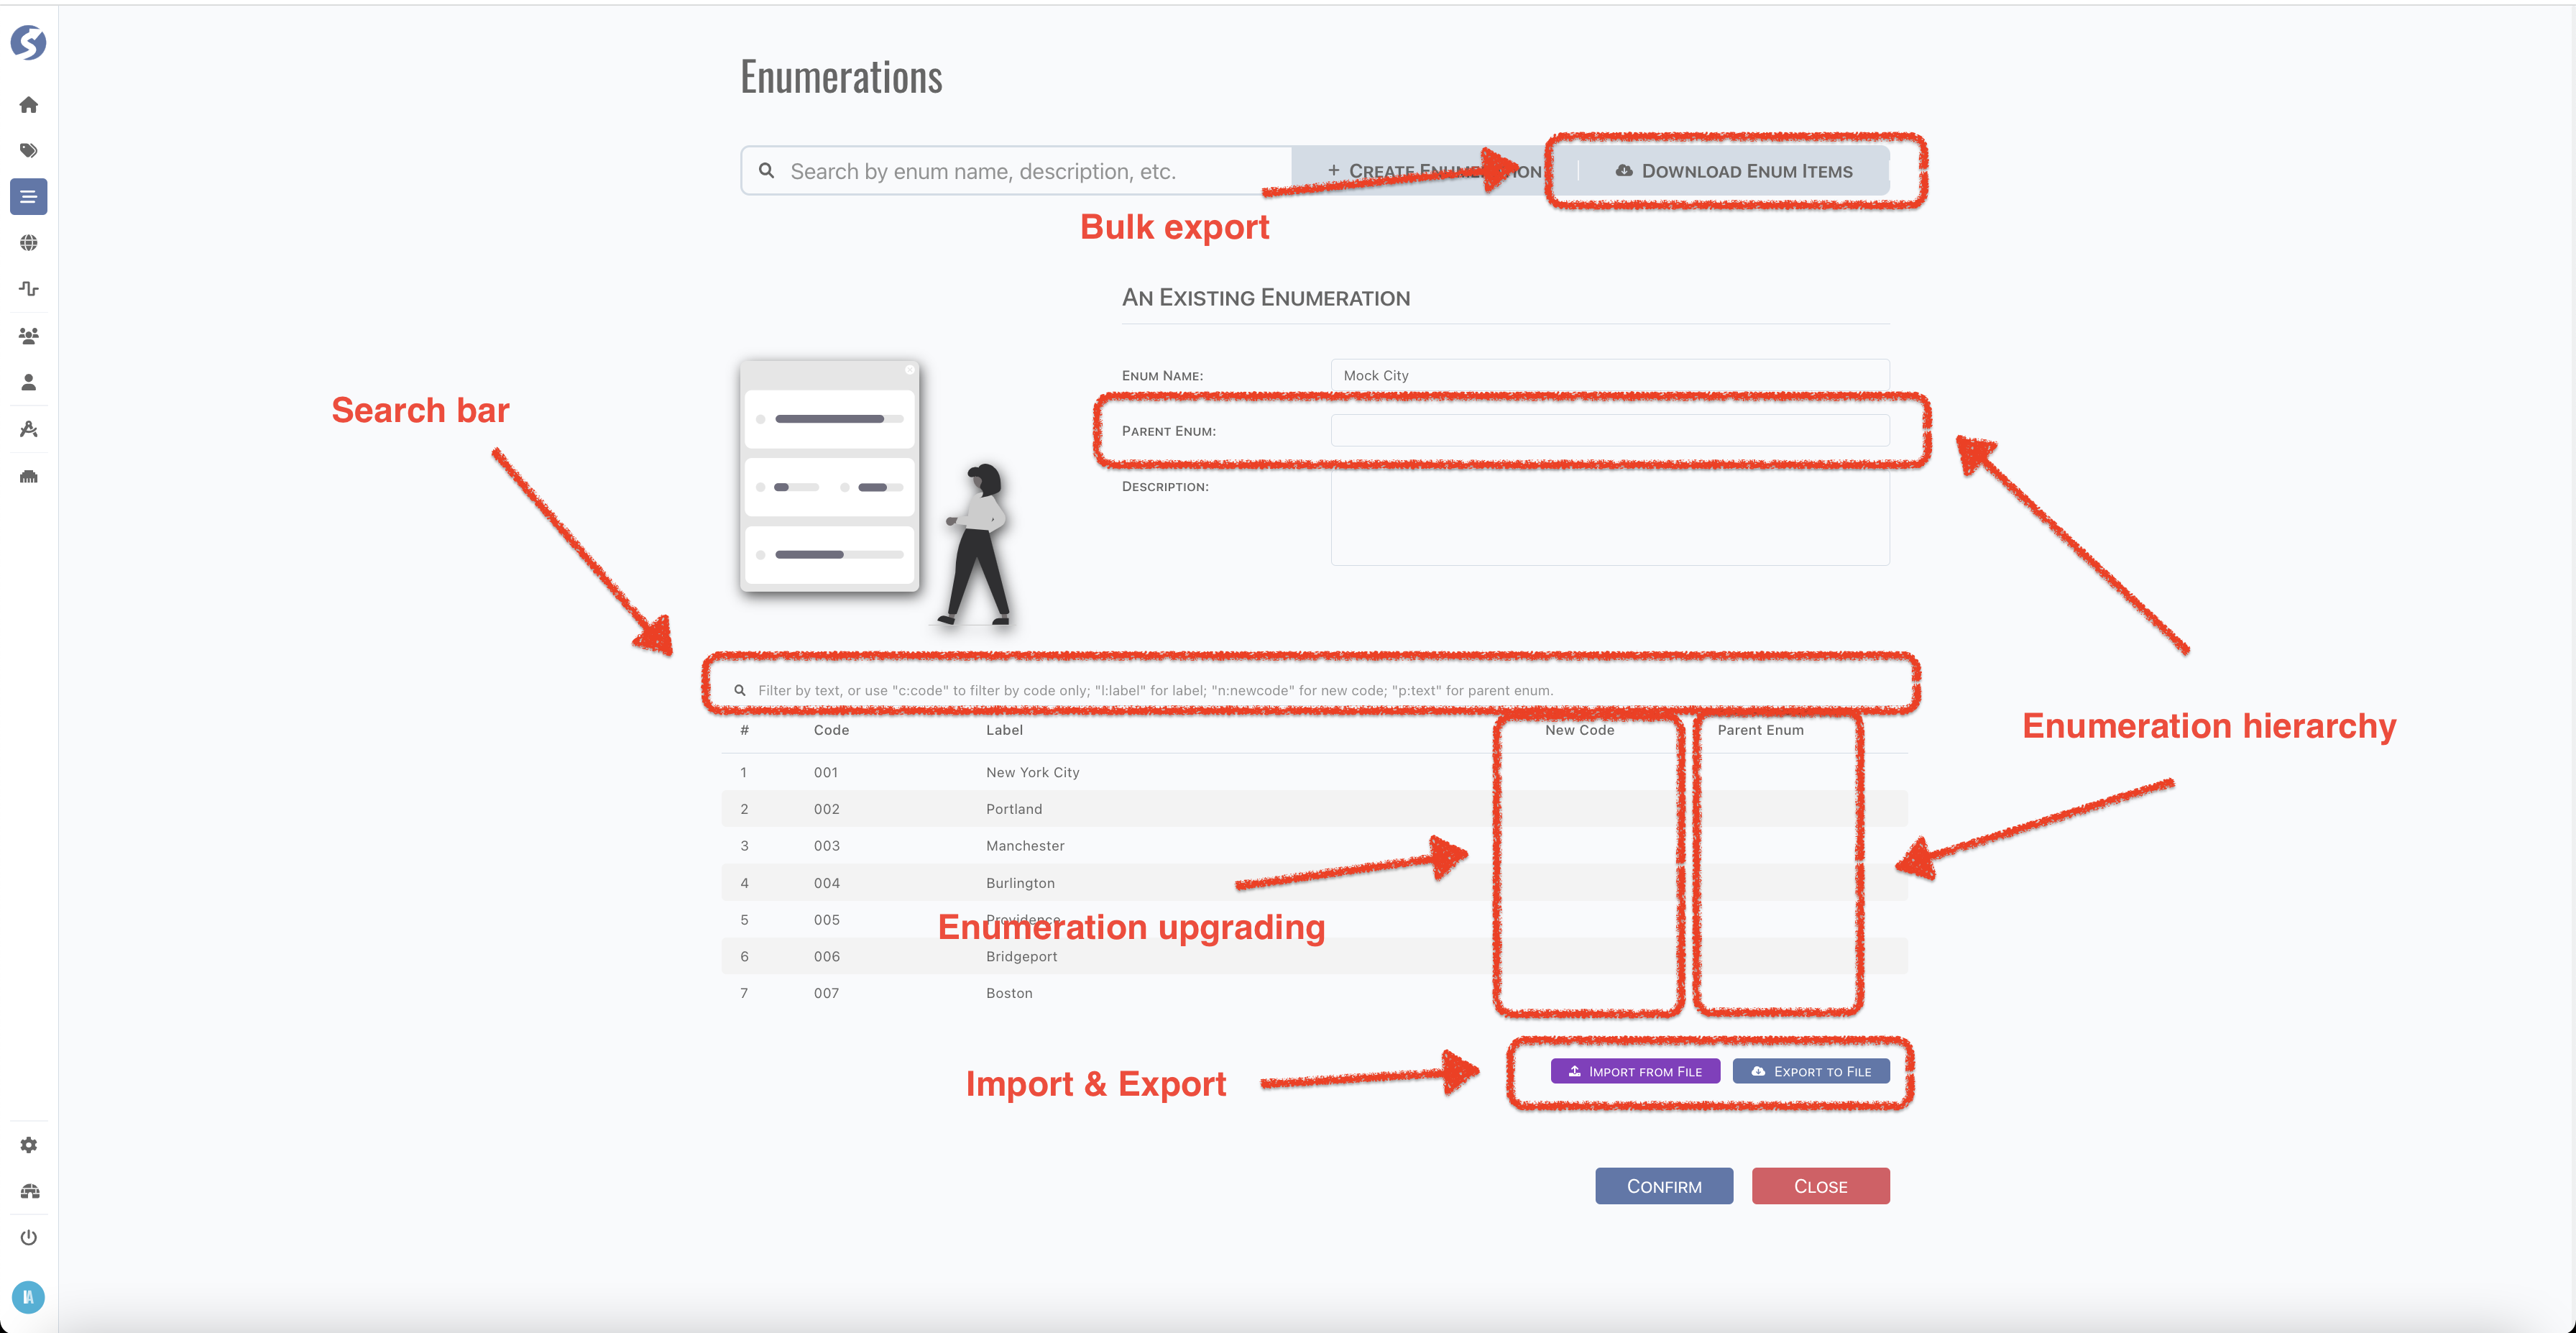 Enumerations
Search by enum name, description, etc.
+ CREATE ENUMERATION
DOWNLOAD ENUM ITEMS
Bulk export
AN EXISTING ENUMERATION
ENUM NAME:
Mock City
Search bar
PARENT ENUM:
DESCRIPTION:
Filter by text, or use "c:code" to filter by code only; "l:label" for label; "n:newcode" for new code; "p:text" for parent enum.
Enumeration hierarchy
# Code Label New Code Parent Enum
1 001 New York City
2 002 Portland
3 003 Manchester
4 004 Burlington
5 005 Providence
Enumeration upgrading
6 006 Bridgeport
7 007 Boston
Import & Export
IMPORT FROM FILE
EXPORT TO FILE
CONFIRM
CLOSE
IA